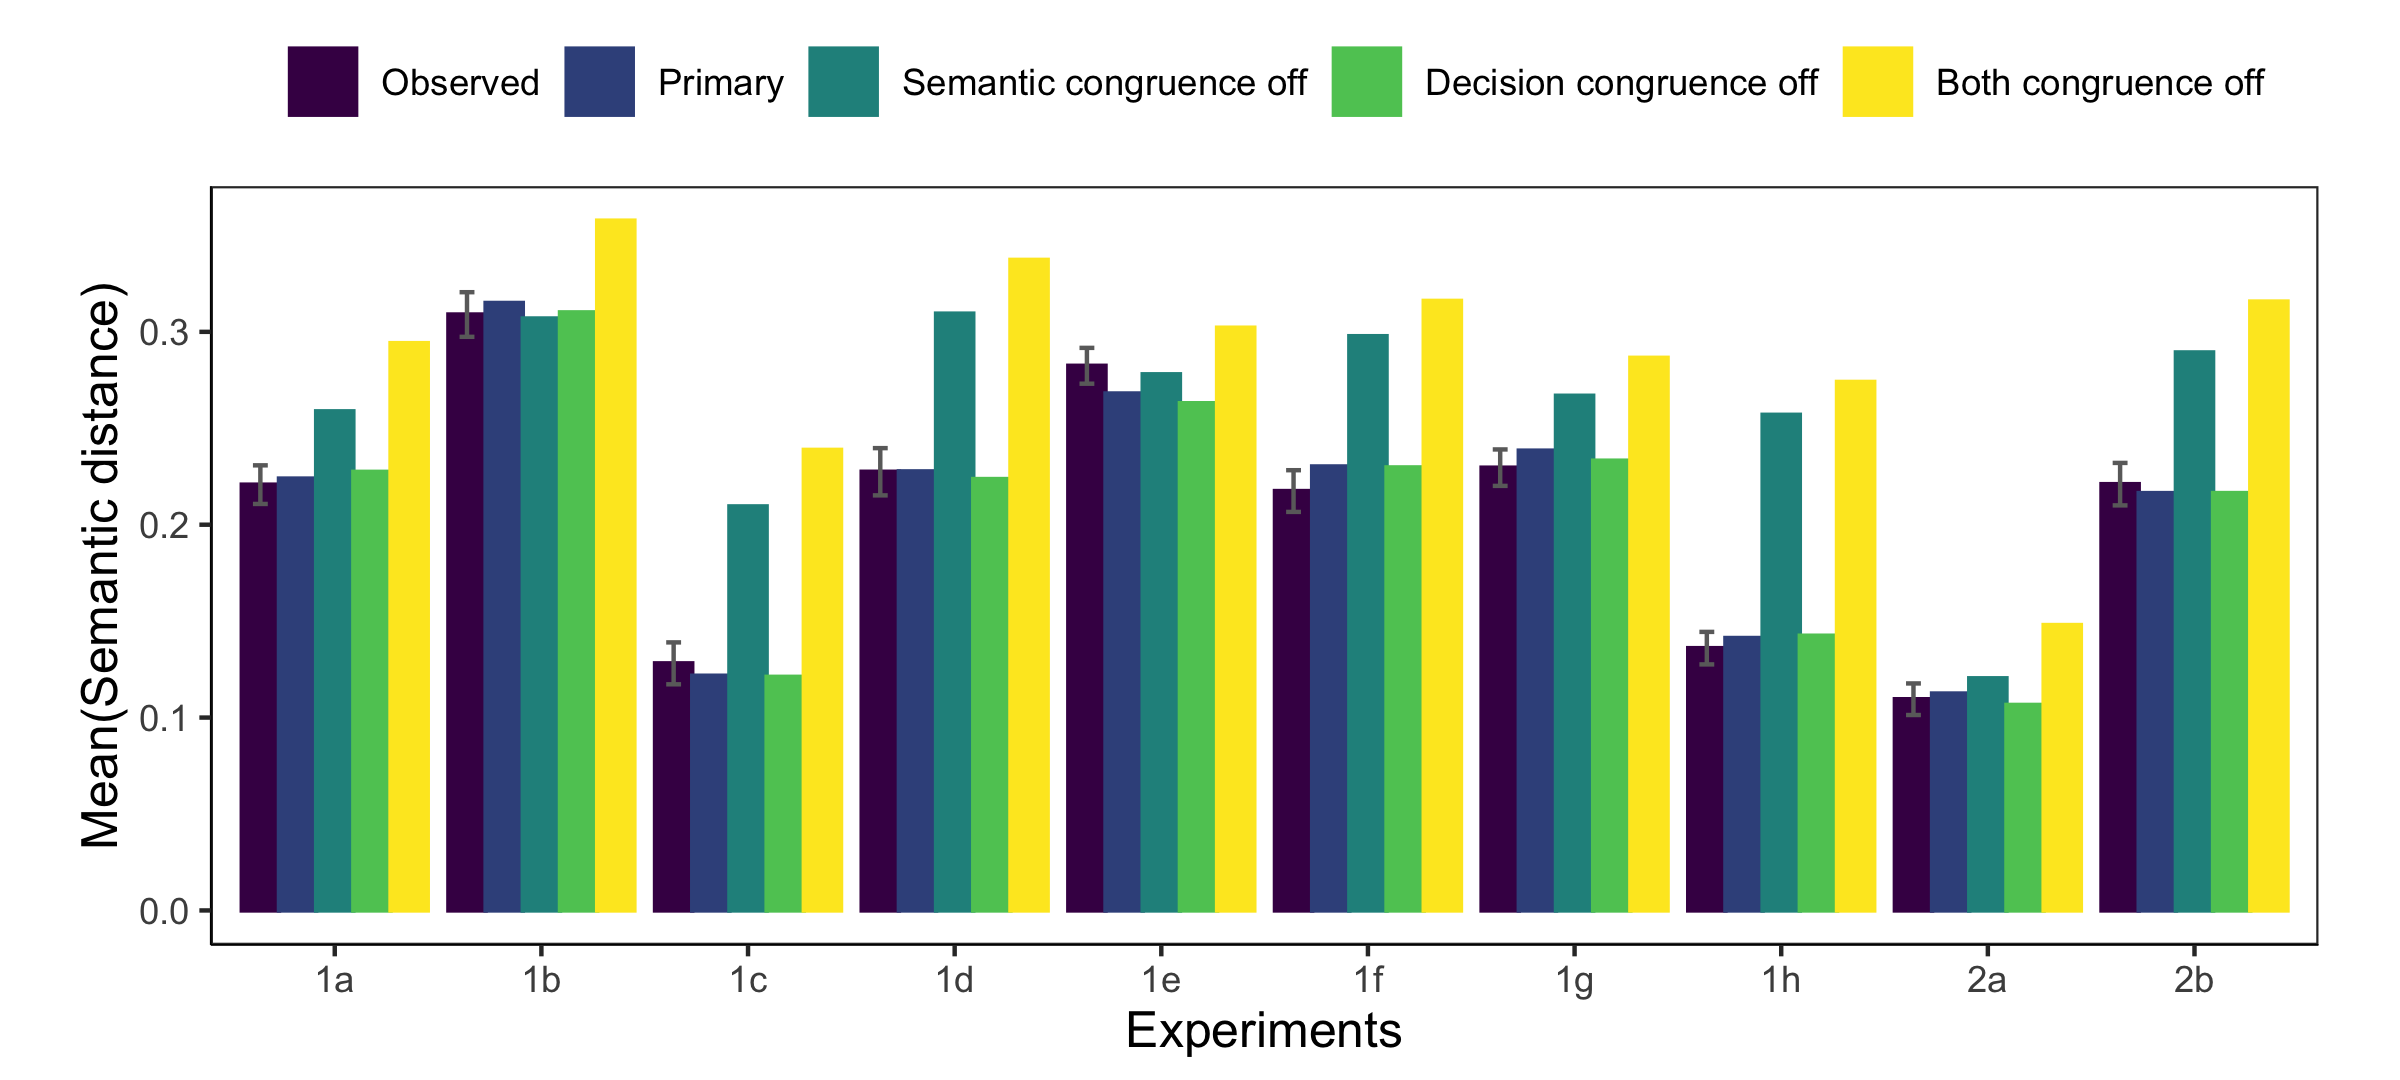 Observed Primary Semantic congruence off Decision congruence off Both congruence off
Mean(Semantic distance)
0.3
0.2
0.1
0.0
1a 1b 1c 1d 1e 1f 1g 1h 2a 2b
Experiments